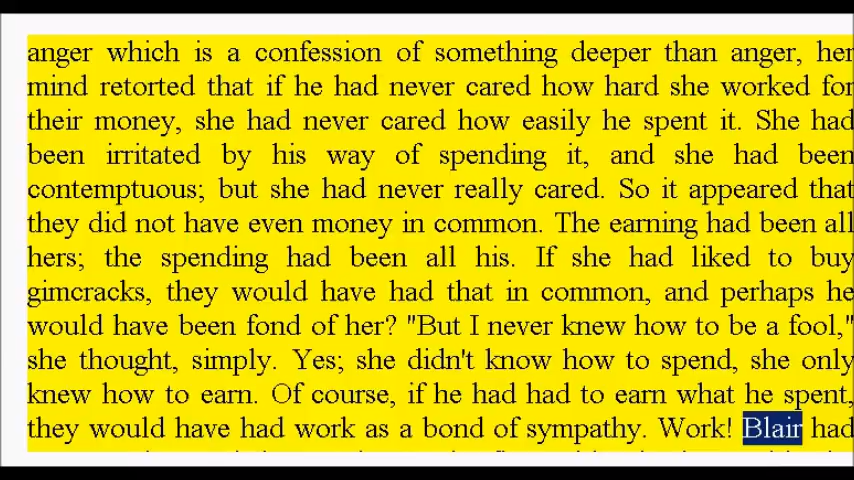 anger which is a confession of something deeper than anger, her
mind retorted that if he had never cared how hard she worked for
their money, she had never cared how easily he spent it. She had
been irritated by his way of spending it, and she had been
contemptuous; but she had never really cared. So it appeared that
they did not have even money in common. The earning had been all
hers; the spending had been all his. If she had liked to buy
gimcracks, they would have had that in common, and perhaps he
would have been fond of her? "But I never knew how to be a fool,"
she thought, simply. Yes; she didn't know how to spend, she only
knew how to earn. Of course, if he had had to earn what he spent,
they would have had work as a bond of sympathy. Work! Blair had